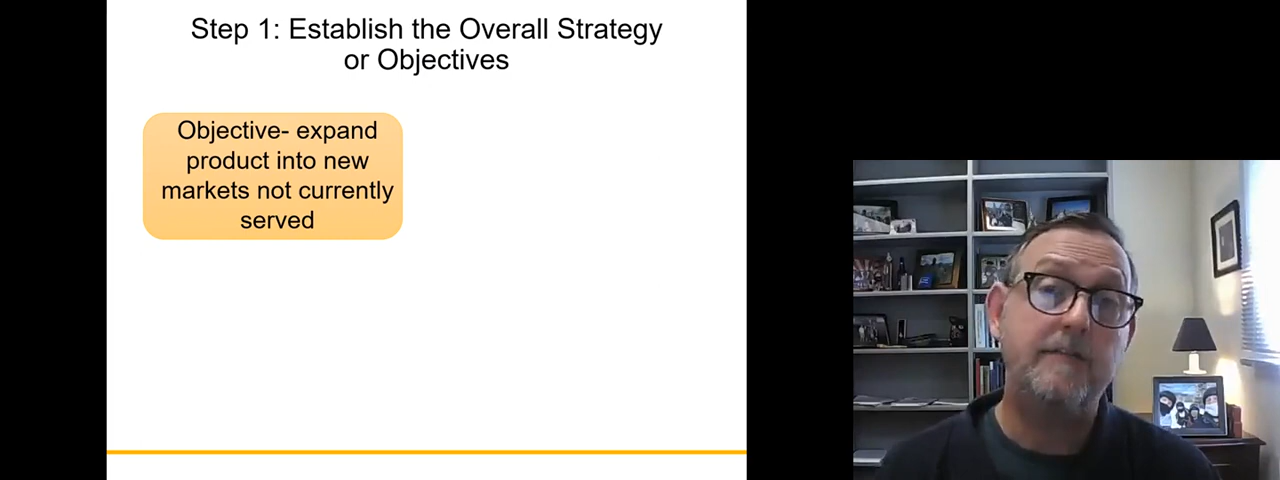 Step 1: Establish the Overall Strategy
or Objectives
Objective- expand
product into new
markets not currently
served